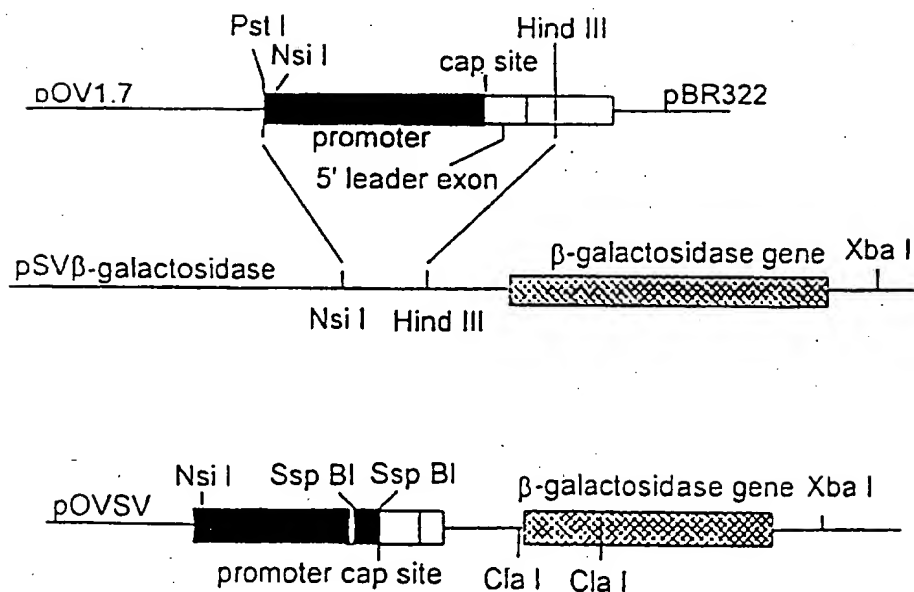 Pst I
Hind III
Nsi I
cap site
pOV1.7
pBR322
promoter
5' leader exon
pSVβ-galactosidase
β-galactosidase gene
Xba I
Nsi I
Hind III
Nsi I
Ssp BI
Ssp BI
β-galactosidase gene
Xba I
pOVSV
promoter
cap site
Cla I
Cla I